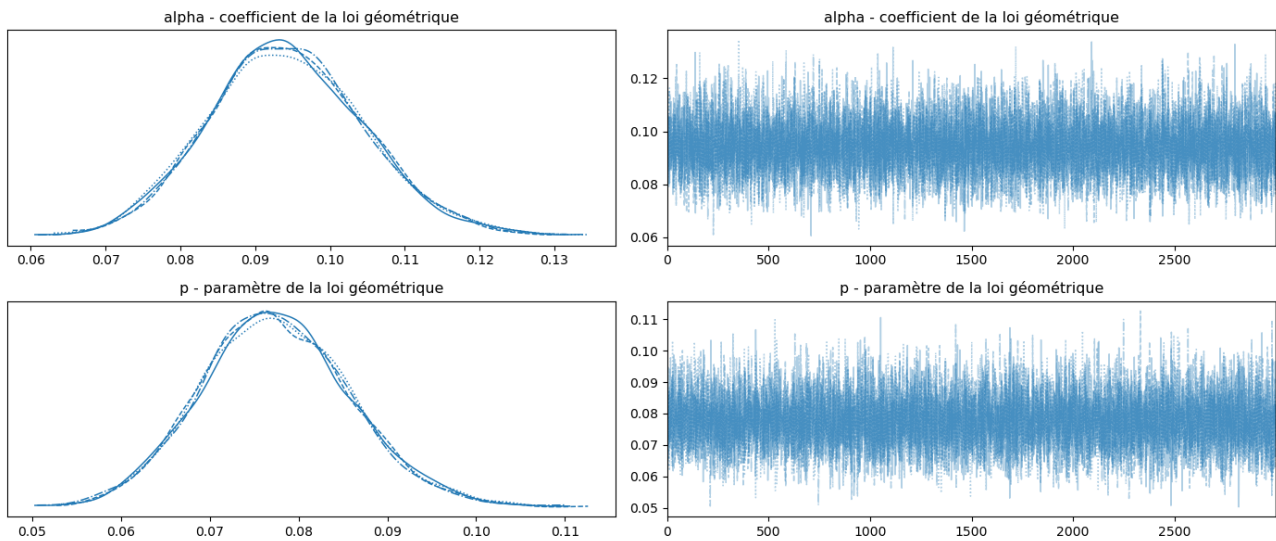 alpha - coefficient de la loi géométrique
0.06 0.07 0.08 0.09 0.10 0.11 0.12 0.13
alpha - coefficient de la loi géométrique
0.12
0.10
0.08
0.06
0 500 1000 1500 2000 2500
p - paramètre de la loi géométrique
0.05 0.06 0.07 0.08 0.09 0.10 0.11
p - paramètre de la loi géométrique
0.11
0.10
0.09
0.08
0.07
0.06
0.05
0 500 1000 1500 2000 2500